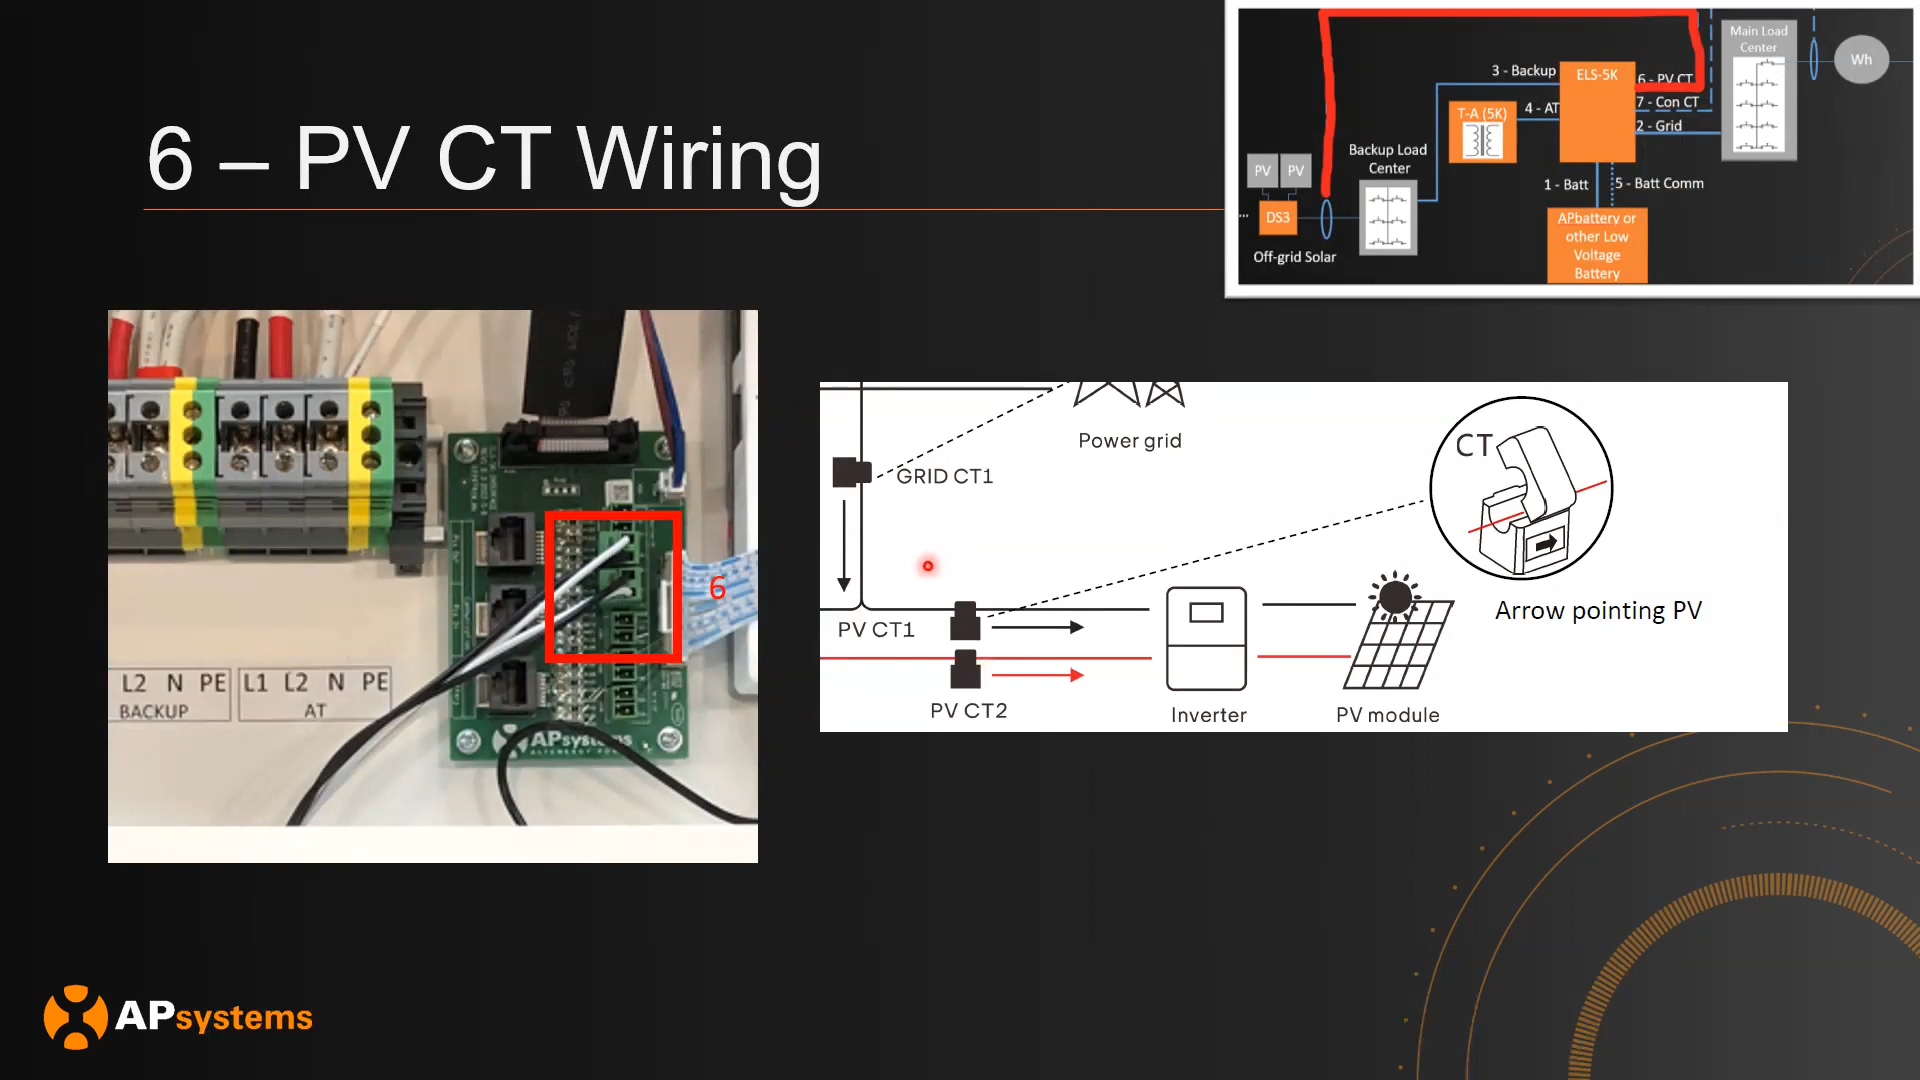 6 – PV CT Wiring
Main Load
Center
Wh
3 - Backup
ELS-5K
6 - PV CT
T-A (5K)
4 - AT
7 - Con CT
2 - Grid
Backup Load
Center
PV
PV
1 - Batt
5 - Batt Comm
...
DS3
Off-grid Solar
APbattery or
other Low
Voltage
Battery
6
L2 N PE
BACKUP
L1 L2 N PE
AT
APsystems
ALTENERGY POWER
Power grid
GRID CT1
CT
PV CT1
Arrow pointing PV
PV CT2
Inverter
PV module
APsystems